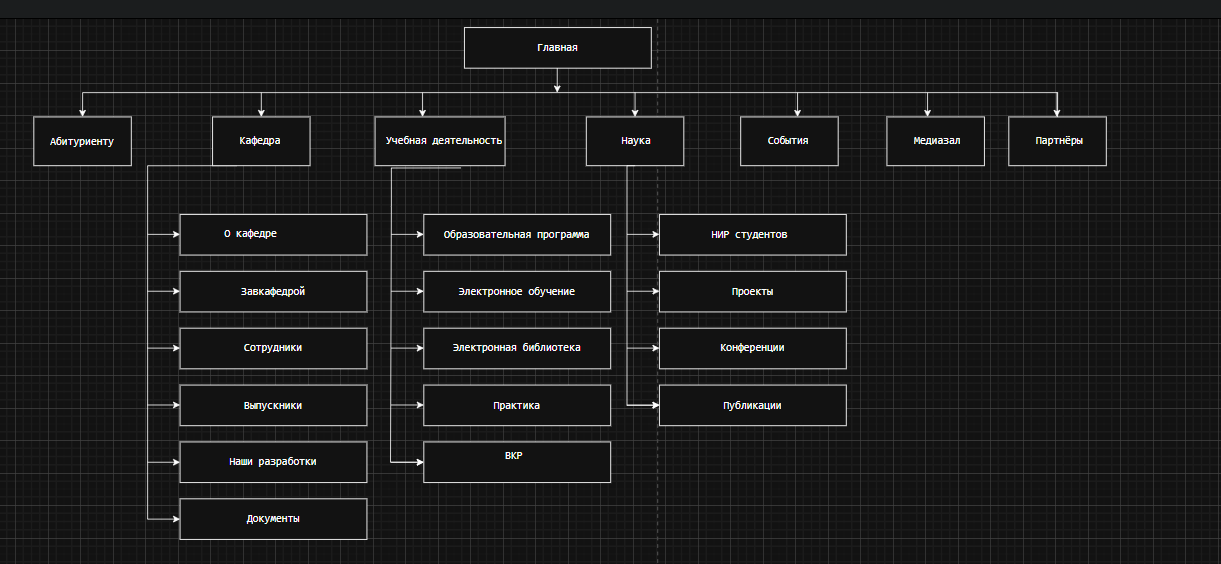 Главная
Абитуриенту
Кафедра
Учебная деятельность
Наука
События
Медиазал
Партнёры
О кафедре
Завкафедрой
Сотрудники
Выпускники
Наши разработки
Документы
Образовательная программа
Электронное обучение
Электронная библиотека
Практика
ВКР
НИР студентов
Проекты
Конференции
Публикации